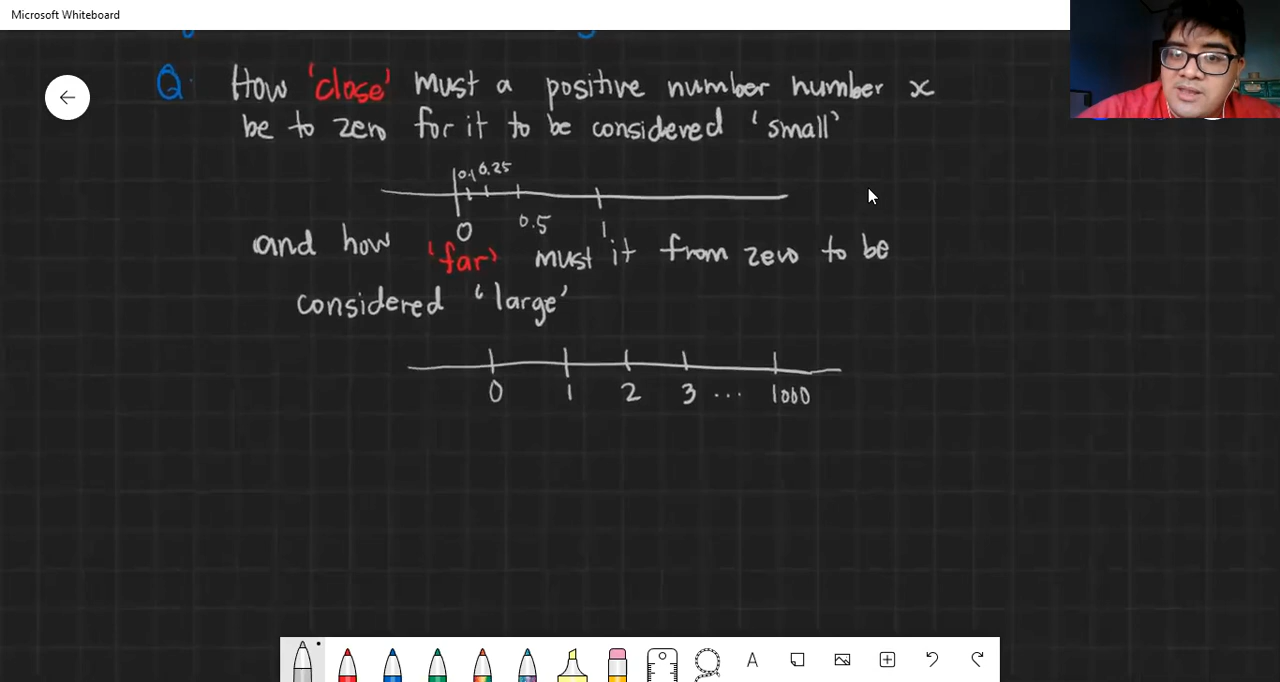 Microsoft Whiteboard
Q: How 'close' must a positive number number x
be to zero for it to be considered 'small'
0.1 0.25
0 0.5 1
and how 'far' must it from zero to be
considered 'large'
0 1 2 3 ... 1000
A